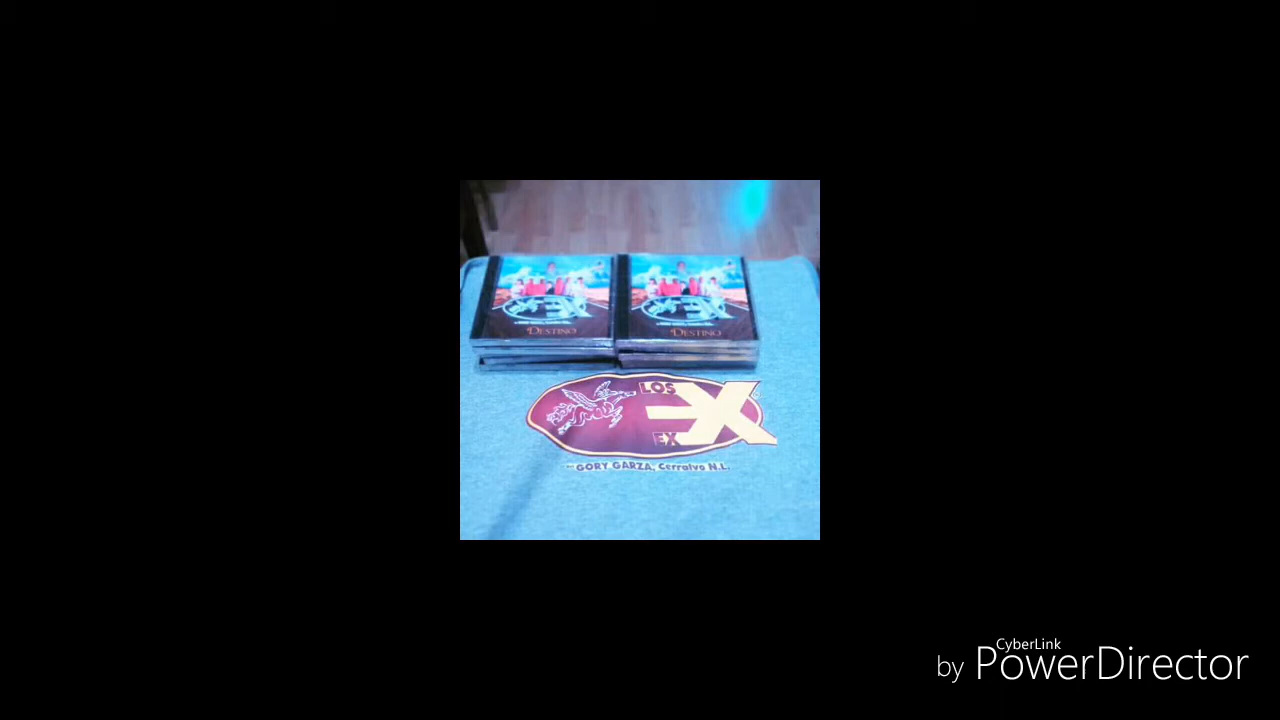 DESTINO
DESTINO
LOS
EX
EX
GORY GARZA, Cerralvo N.L.
CyberLink
by PowerDirector